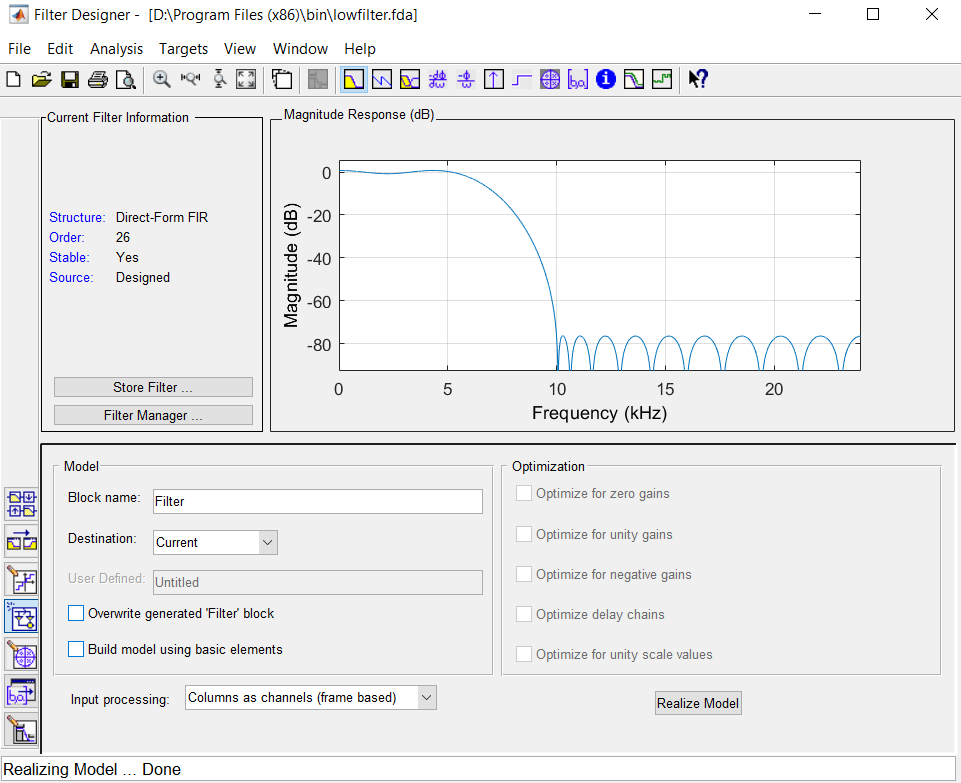 Filter Designer - [D:\Program Files (x86)\bin\lowfilter.fda]
File Edit Analysis Targets View Window Help
Current Filter Information
Structure: Direct-Form FIR
Order: 26
Stable: Yes
Source: Designed
Store Filter ...
Filter Manager ...
Magnitude Response (dB)
Magnitude (dB)
0
-20
-40
-60
-80
0 5 10 15 20
Frequency (kHz)
Model
Block name: Filter
Destination: Current
User Defined: Untitled
Overwrite generated 'Filter' block
Build model using basic elements
Input processing: Columns as channels (frame based)
Optimization
Optimize for zero gains
Optimize for unity gains
Optimize for negative gains
Optimize delay chains
Optimize for unity scale values
Realize Model
Realizing Model ... Done